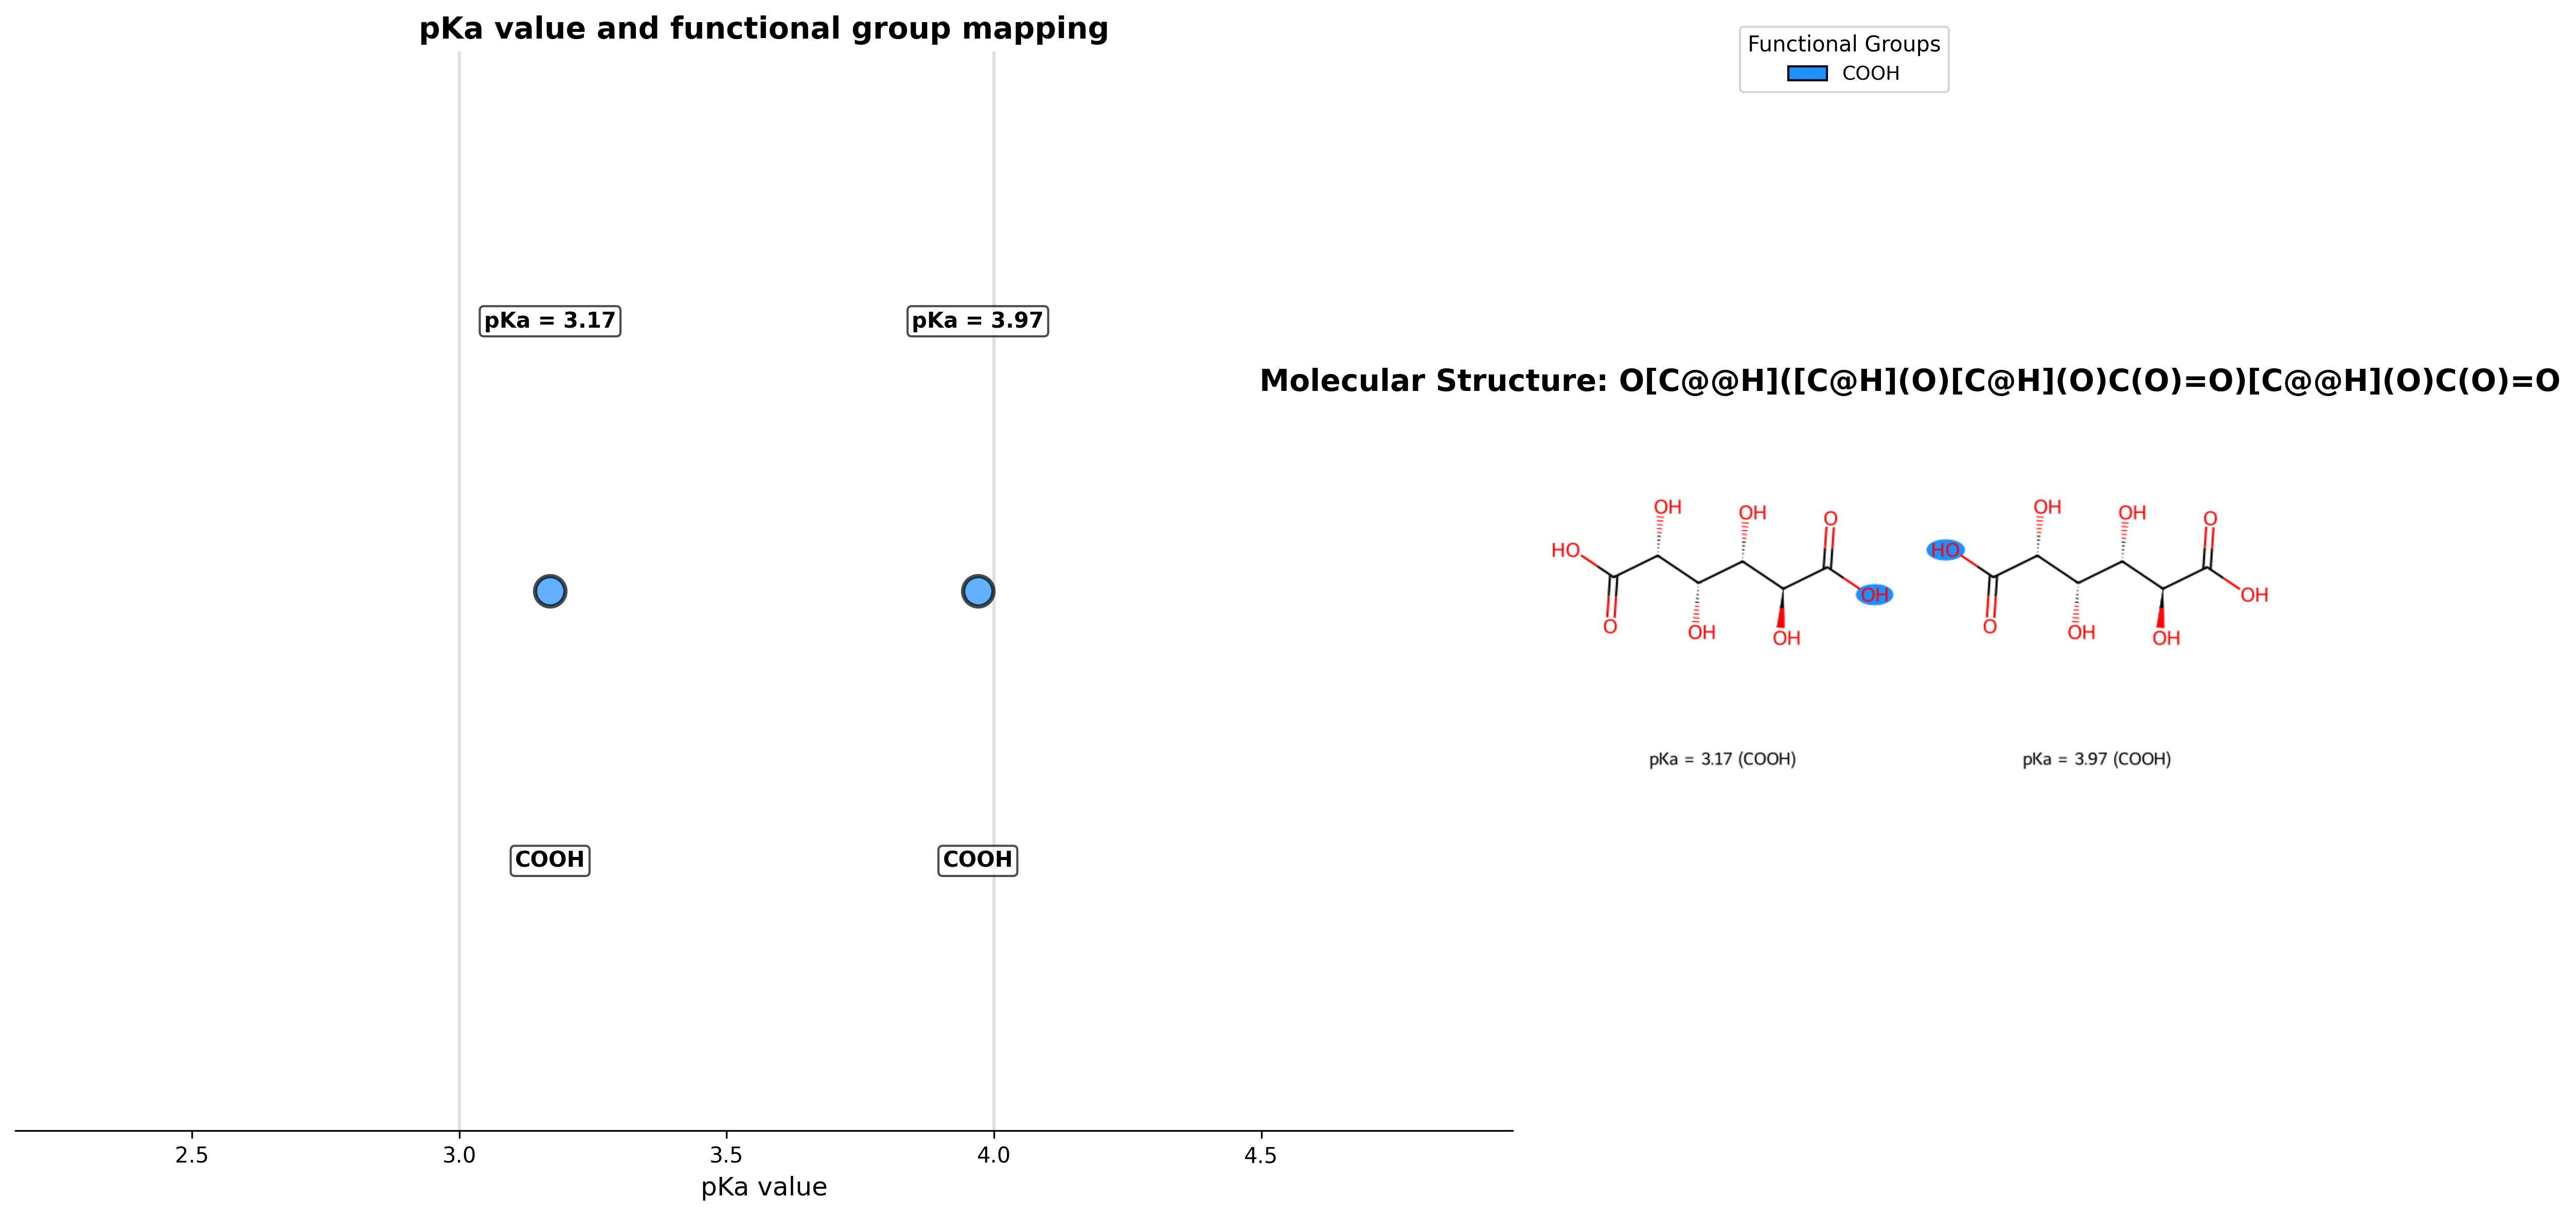 pKa value and functional group mapping
Functional Groups
COOH
pKa = 3.17
pKa = 3.97
Molecular Structure: O[C@@H]([C@H](O)[C@H](O)C(O)=O)[C@@H](O)C(O)=O
OH
OH
O
HO
OH
O
OH
OH
OH
OH
O
HO
OH
O
OH
OH
pKa = 3.17 (COOH)
pKa = 3.97 (COOH)
COOH
COOH
2.5
3.0
3.5
4.0
4.5
pKa value